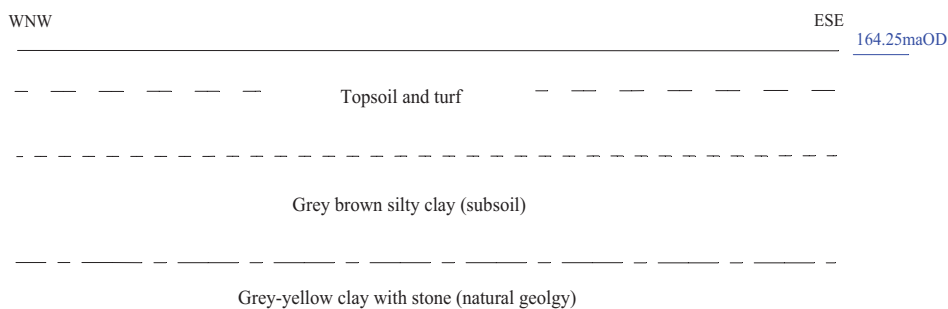 WNW
ESE
164.25maOD
Topsoil and turf
Grey brown silty clay (subsoil)
Grey-yellow clay with stone (natural geolgy)